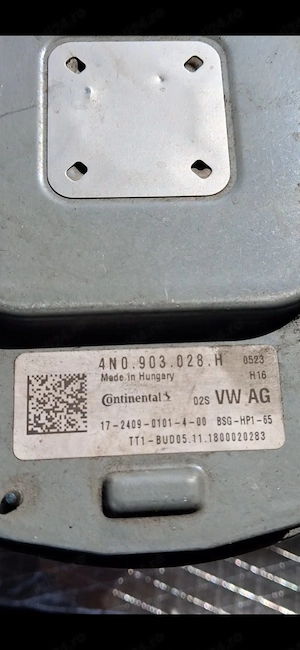 4N0.903.028.H 0523
Made in Hungary H16
Continental 02S VW AG
17-2409-0101-4-00 BSG-HP1-65
TT1-BUD05.11.1800020283